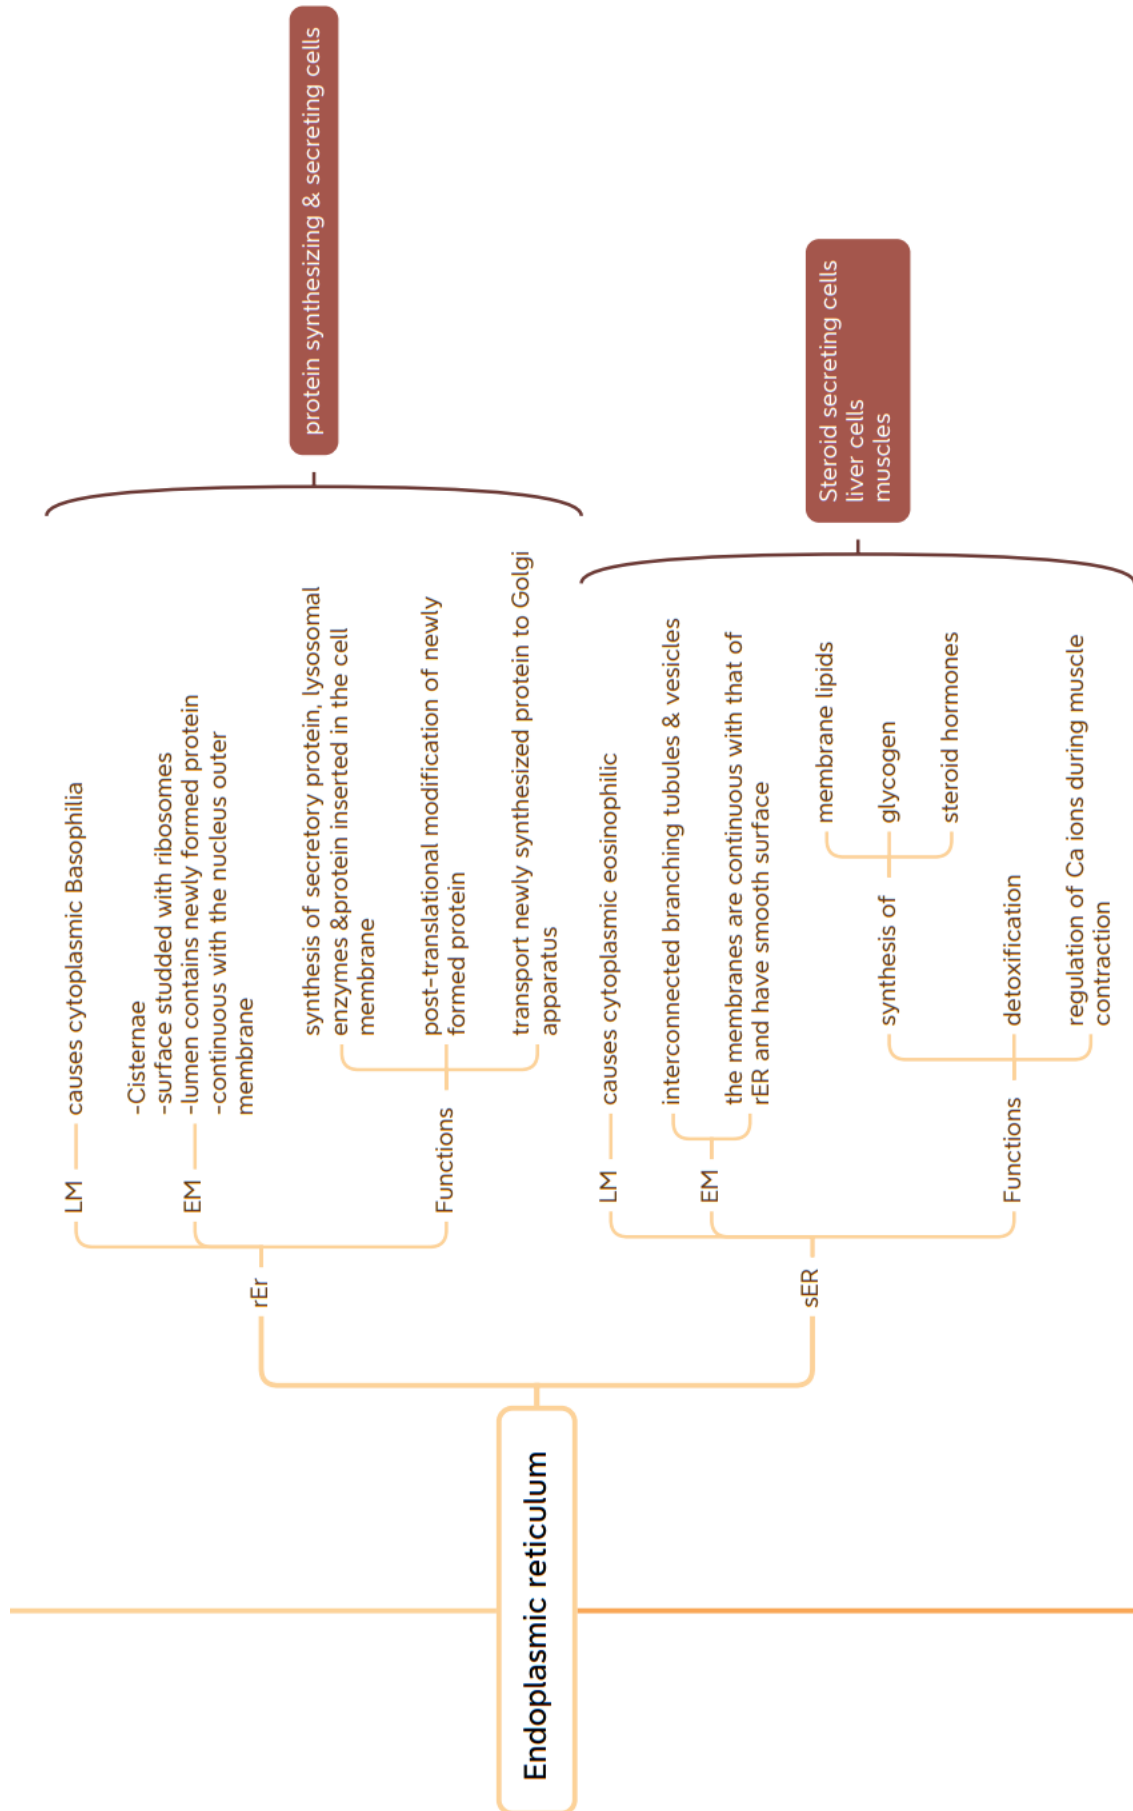 Endoplasmic reticulum
rEr
LM
causes cytoplasmic Basophilia
EM
-Cisternae
-surface studded with ribosomes
-lumen contains newly formed protein
-continuous with the nucleus outer
membrane
Functions
synthesis of secretory protein, lysosomal
enzymes &protein inserted in the cell
membrane
post-translational modification of newly
formed protein
transport newly synthesized protein to Golgi
apparatus
protein synthesizing & secreting cells
sER
LM
causes cytoplasmic eosinophilic
EM
interconnected branching tubules & vesicles
the membranes are continuous with that of
rER and have smooth surface
Functions
synthesis of
membrane lipids
glycogen
steroid hormones
detoxification
regulation of Ca ions during muscle
contraction
Steroid secreting cells
liver cells
muscles